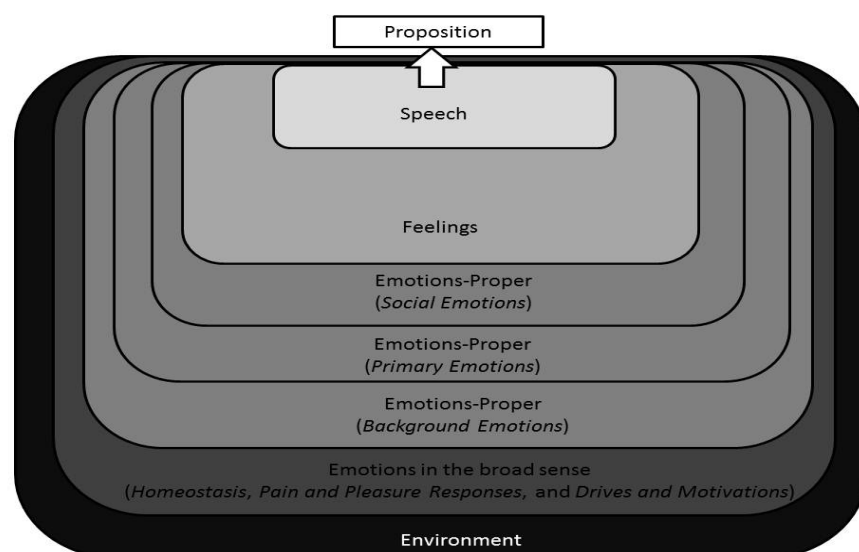 Proposition
Speech
Feelings
Emotions-Proper
(Social Emotions)
Emotions-Proper
(Primary Emotions)
Emotions-Proper
(Background Emotions)
Emotions in the broad sense
(Homeostasis, Pain and Pleasure Responses, and Drives and Motivations)
Environment